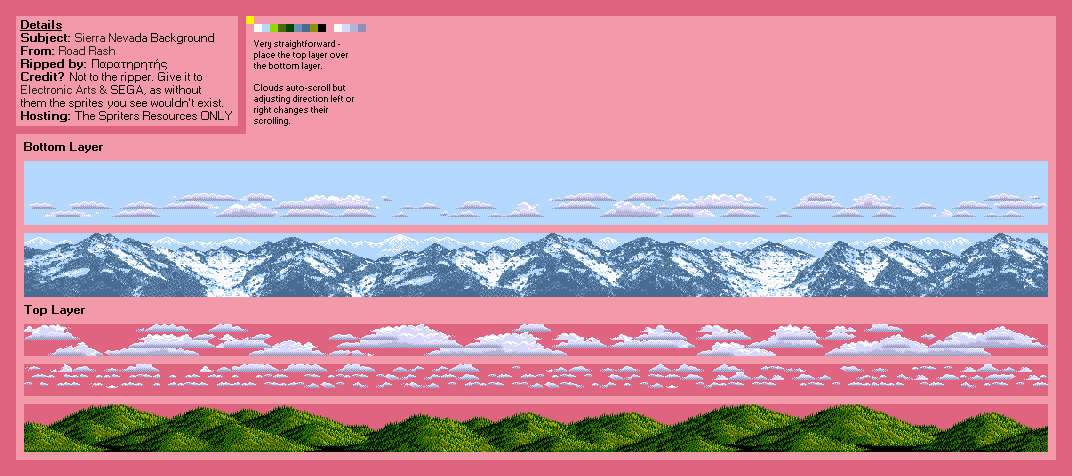 Details
Subject: Sierra Nevada Background
From: Road Rash
Ripped by: Παρατηρητής
Credit? Not to the ripper. Give it to
Electronic Arts & SEGA, as without
them the sprites you see wouldn't exist.
Hosting: The Spriters Resources ONLY
Very straightforward -
place the top layer over
the bottom layer.
Clouds auto-scroll but
adjusting direction left or
right changes their
scrolling.
Bottom Layer
Top Layer